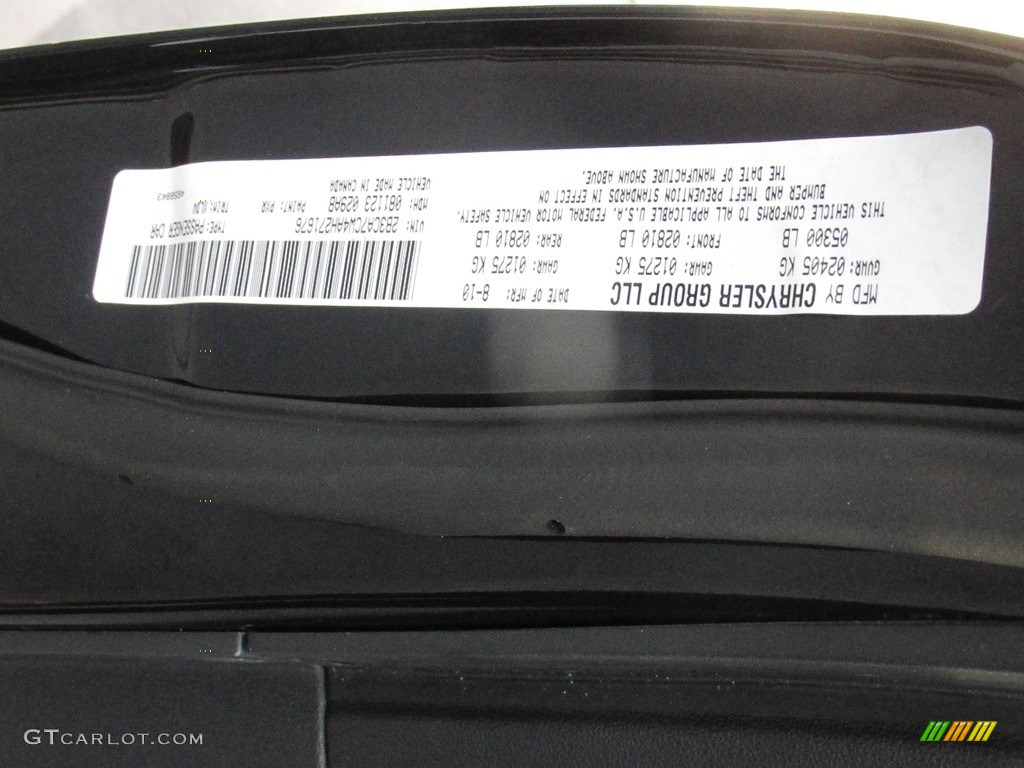 MFD BY CHRYSLER GROUP LLC
DATE OF MFR: 8-10
GVWR: 02405 KG GAWR: 01275 KG GAWR: 01275 KG
05300 LB FRONT: 02810 LB REAR: 02810 LB
THIS VEHICLE CONFORMS TO ALL APPLICABLE U.S.A. FEDERAL MOTOR VEHICLE SAFETY,
BUMPER AND THEFT PREVENTION STANDARDS IN EFFECT ON
THE DATE OF MANUFACTURE SHOWN ABOVE.
VIN: 2B3CA7CW4AH271676
TYPE: PASSENGER CAR
MDH: 081123 029AB PAINT: PXR TRIM: VLDV
VEHICLE MADE IN CANADA
GTCARLOT.COM